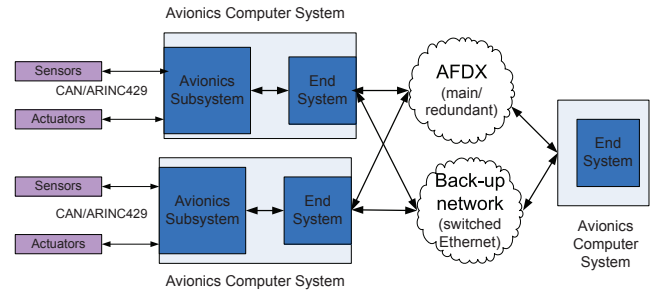 Avionics Computer System
Sensors
CAN/ARINC429
Actuators
Avionics
Subsystem
End
System
AFDX
(main/
redundant)
Sensors
CAN/ARINC429
Actuators
Avionics
Subsystem
End
System
Avionics Computer System
Back-up
network
(switched
Ethernet)
End
System
Avionics
Computer
System